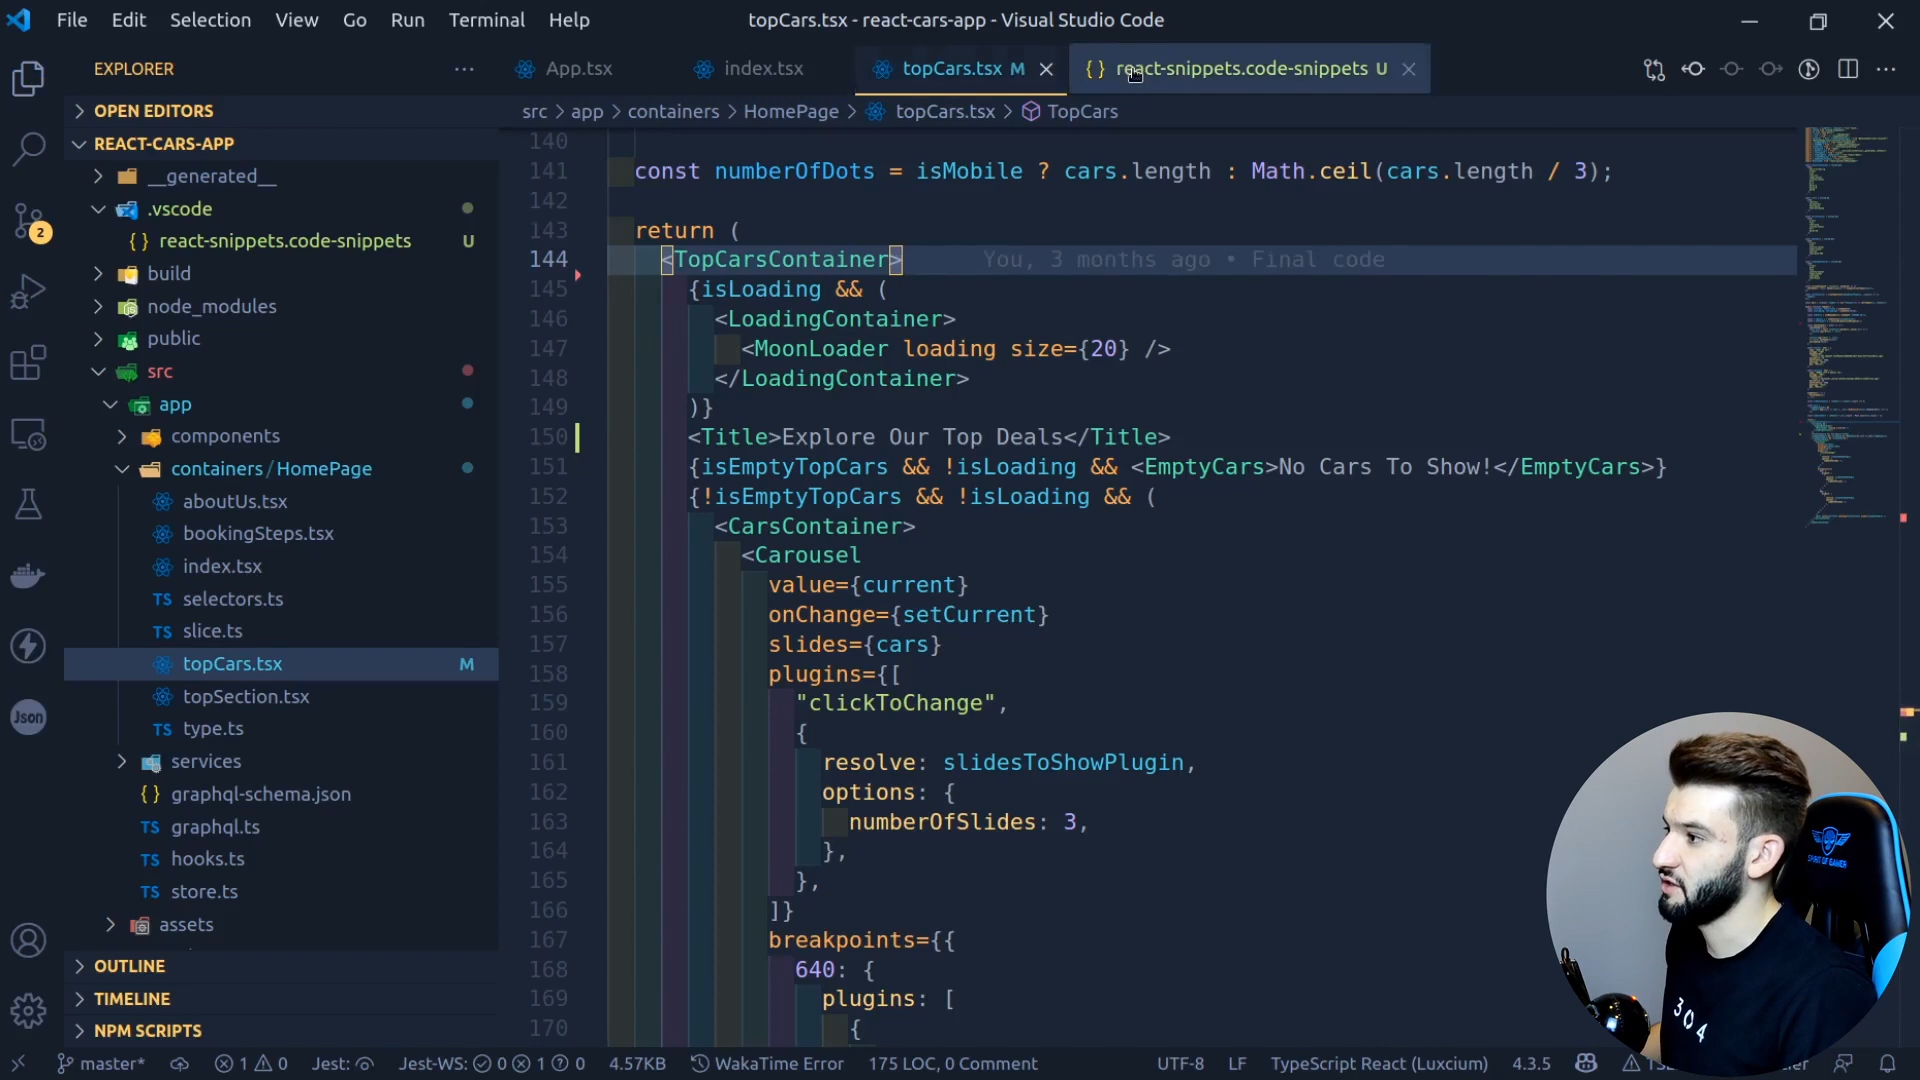 File Edit Selection View Go Run Terminal Help
topCars.tsx - react-cars-app - Visual Studio Code
EXPLORER
App.tsx
index.tsx
topCars.tsx M
{} react-snippets.code-snippets U
OPEN EDITORS
src > app > containers > HomePage > topCars.tsx > TopCars
REACT-CARS-APP
__generated__
.vscode
{} react-snippets.code-snippets U
build
node_modules
public
src
app
components
containers/HomePage
aboutUs.tsx
bookingSteps.tsx
index.tsx
TS selectors.ts
TS slice.ts
topCars.tsx M
topSection.tsx
TS type.ts
services
{} graphql-schema.json
TS graphql.ts
TS hooks.ts
TS store.ts
assets
OUTLINE
TIMELINE
NPM SCRIPTS
2
Json
140
141 const numberOfDots = isMobile ? cars.length : Math.ceil(cars.length / 3);
142
143 return (
144 <TopCarsContainer> You, 3 months ago • Final code
145 {isLoading && (
146 <LoadingContainer>
147 <MoonLoader loading size={20} />
148 </LoadingContainer>
149 )}
150 <Title>Explore Our Top Deals</Title>
151 {isEmptyTopCars && !isLoading && <EmptyCars>No Cars To Show!</EmptyCars>}
152 {!isEmptyTopCars && !isLoading && (
153 <CarsContainer>
154 <Carousel
155 value={current}
156 onChange={setCurrent}
157 slides={cars}
158 plugins={[
159 "clickToChange",
160 {
161 resolve: slidesToShowPlugin,
162 options: {
163 numberOfSlides: 3,
164 },
165 },
166 ]}
167 breakpoints={{
168 640: {
169 plugins: [
170 {
SPIRIT OF GAMER
304
master* 1 0 Jest: Jest-WS: 0 1 0 4.57KB WakaTime Error 175 LOC, 0 Comment UTF-8 LF TypeScript React (Luxcium) 4.3.5